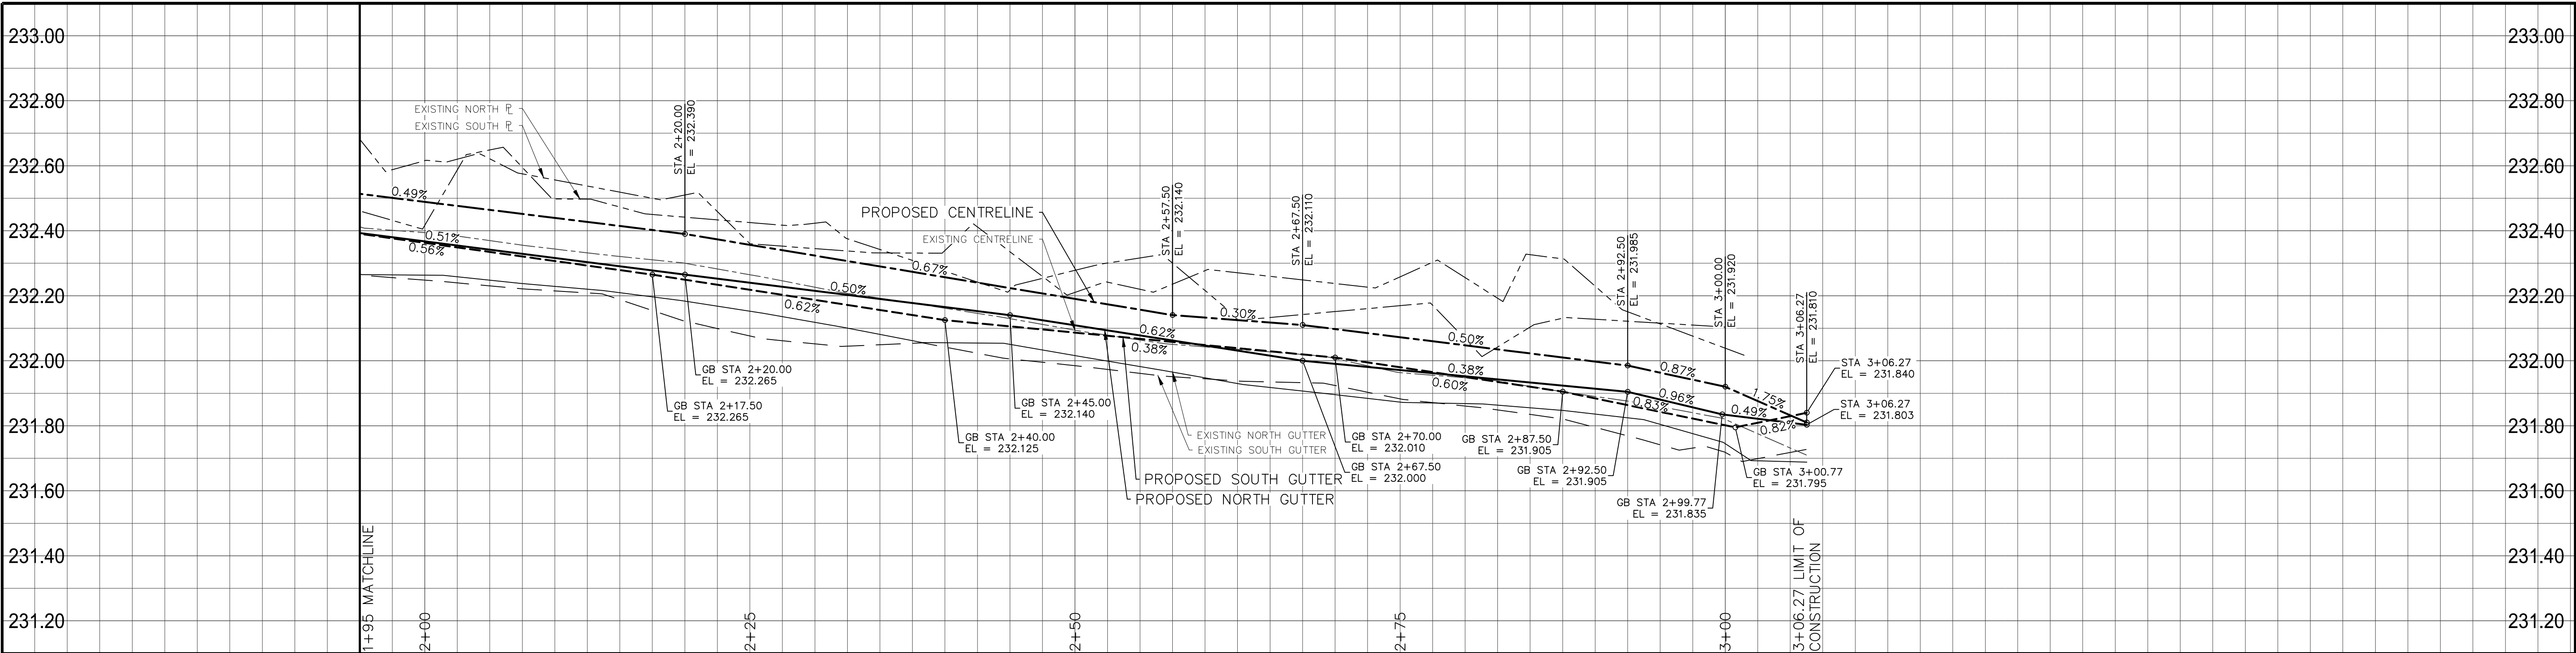 233.00
233.00
232.80
232.80
232.60
232.60
232.40
232.40
232.20
232.20
232.00
232.00
231.80
231.80
231.60
231.60
231.40
231.40
231.20
231.20
EXISTING NORTH ⅊
EXISTING SOUTH ⅊
STA 2+20.00
EL = 232.390
PROPOSED CENTRELINE
EXISTING CENTRELINE
STA 2+57.50
EL = 232.140
STA 2+67.50
EL = 232.110
STA 2+92.50
EL = 231.985
STA 3+00.00
EL = 231.920
STA 3+06.27
EL = 231.810
0.49%
0.51%
0.56%
0.67%
0.50%
0.62%
0.30%
0.62%
0.38%
0.50%
0.38%
0.60%
0.87%
0.96%
0.83%
1.75%
0.49%
0.82%
STA 3+06.27
EL = 231.840
STA 3+06.27
EL = 231.803
GB STA 2+20.00
EL = 232.265
GB STA 2+17.50
EL = 232.265
GB STA 2+45.00
EL = 232.140
GB STA 2+40.00
EL = 232.125
EXISTING NORTH GUTTER
EXISTING SOUTH GUTTER
PROPOSED SOUTH GUTTER
PROPOSED NORTH GUTTER
GB STA 2+70.00
EL = 232.010
GB STA 2+67.50
EL = 232.000
GB STA 2+87.50
EL = 231.905
GB STA 2+92.50
EL = 231.905
GB STA 2+99.77
EL = 231.835
GB STA 3+00.77
EL = 231.795
1+95 MATCHLINE
2+00
2+25
2+50
2+75
3+00
3+06.27 LIMIT OF
CONSTRUCTION